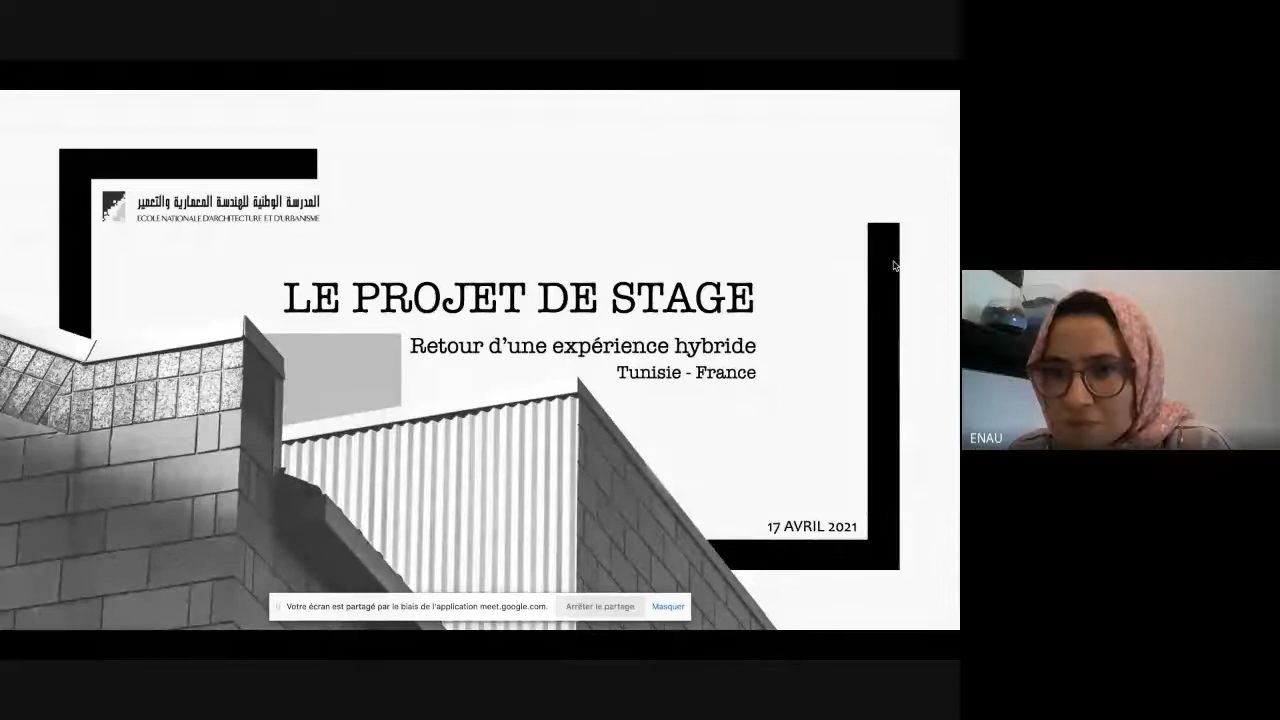 المدرسة الوطنية للهندسة المعمارية والتعمير
ECOLE NATIONALE D'ARCHITECTURE ET D'URBANISME
LE PROJET DE STAGE
Retour d'une expérience hybride
Tunisie - France
17 AVRIL 2021
Votre écran est partagé par le biais de l'application meet.google.com.
Arrêter le partage
Masquer
ENAU